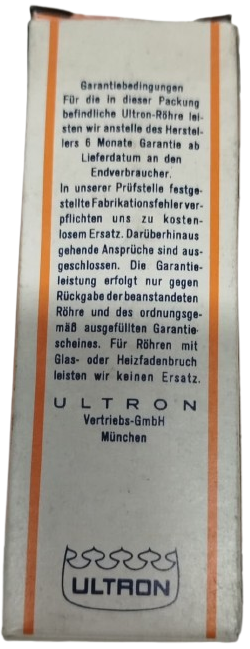 Garantiebedingungen
Für die in dieser Packung
befindliche Ultron-Röhre lei-
sten wir anstelle des Herstel-
lers 6 Monate Garantie ab
Lieferdatum an den
Endverbraucher.
In unserer Prüfstelle festge-
stellte Fabrikationsfehler ver-
pflichten uns zu kosten-
losem Ersatz. Darüberhinaus
gehende Ansprüche sind aus-
geschlossen. Die Garantie-
leistung erfolgt nur gegen
Rückgabe der beanstandeten
Röhre und des ordnungsge-
mäß ausgefüllten Garantie-
scheines. Für Röhren mit
Glas- oder Heizfadenbruch
leisten wir keinen Ersatz.
ULTRON
Vertriebs-GmbH
München
ULTRON